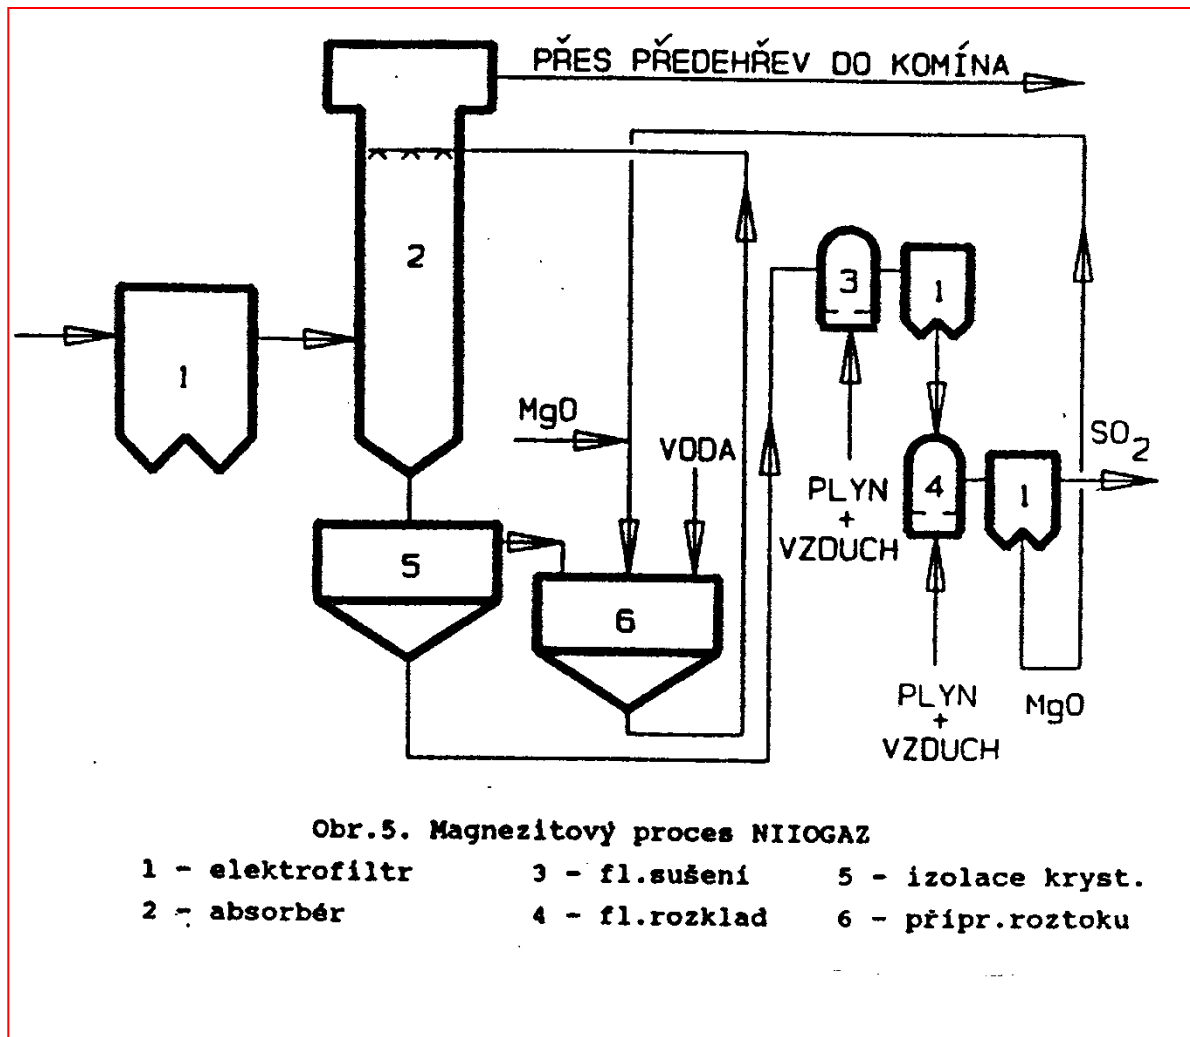 PŘES PŘEDEHŘEV DO KOMÍNA
2
3
1
1
MgO
VODA
SO2
PLYN
+
VZDUCH
4
1
5
6
PLYN
+
VZDUCH
MgO
Obr.5. Magnezitový proces NIIOGAZ
1 - elektrofiltr
3 - fl.sušení
5 - izolace kryst.
2 - absorbér
4 - fl.rozklad
6 - přípr.roztoku